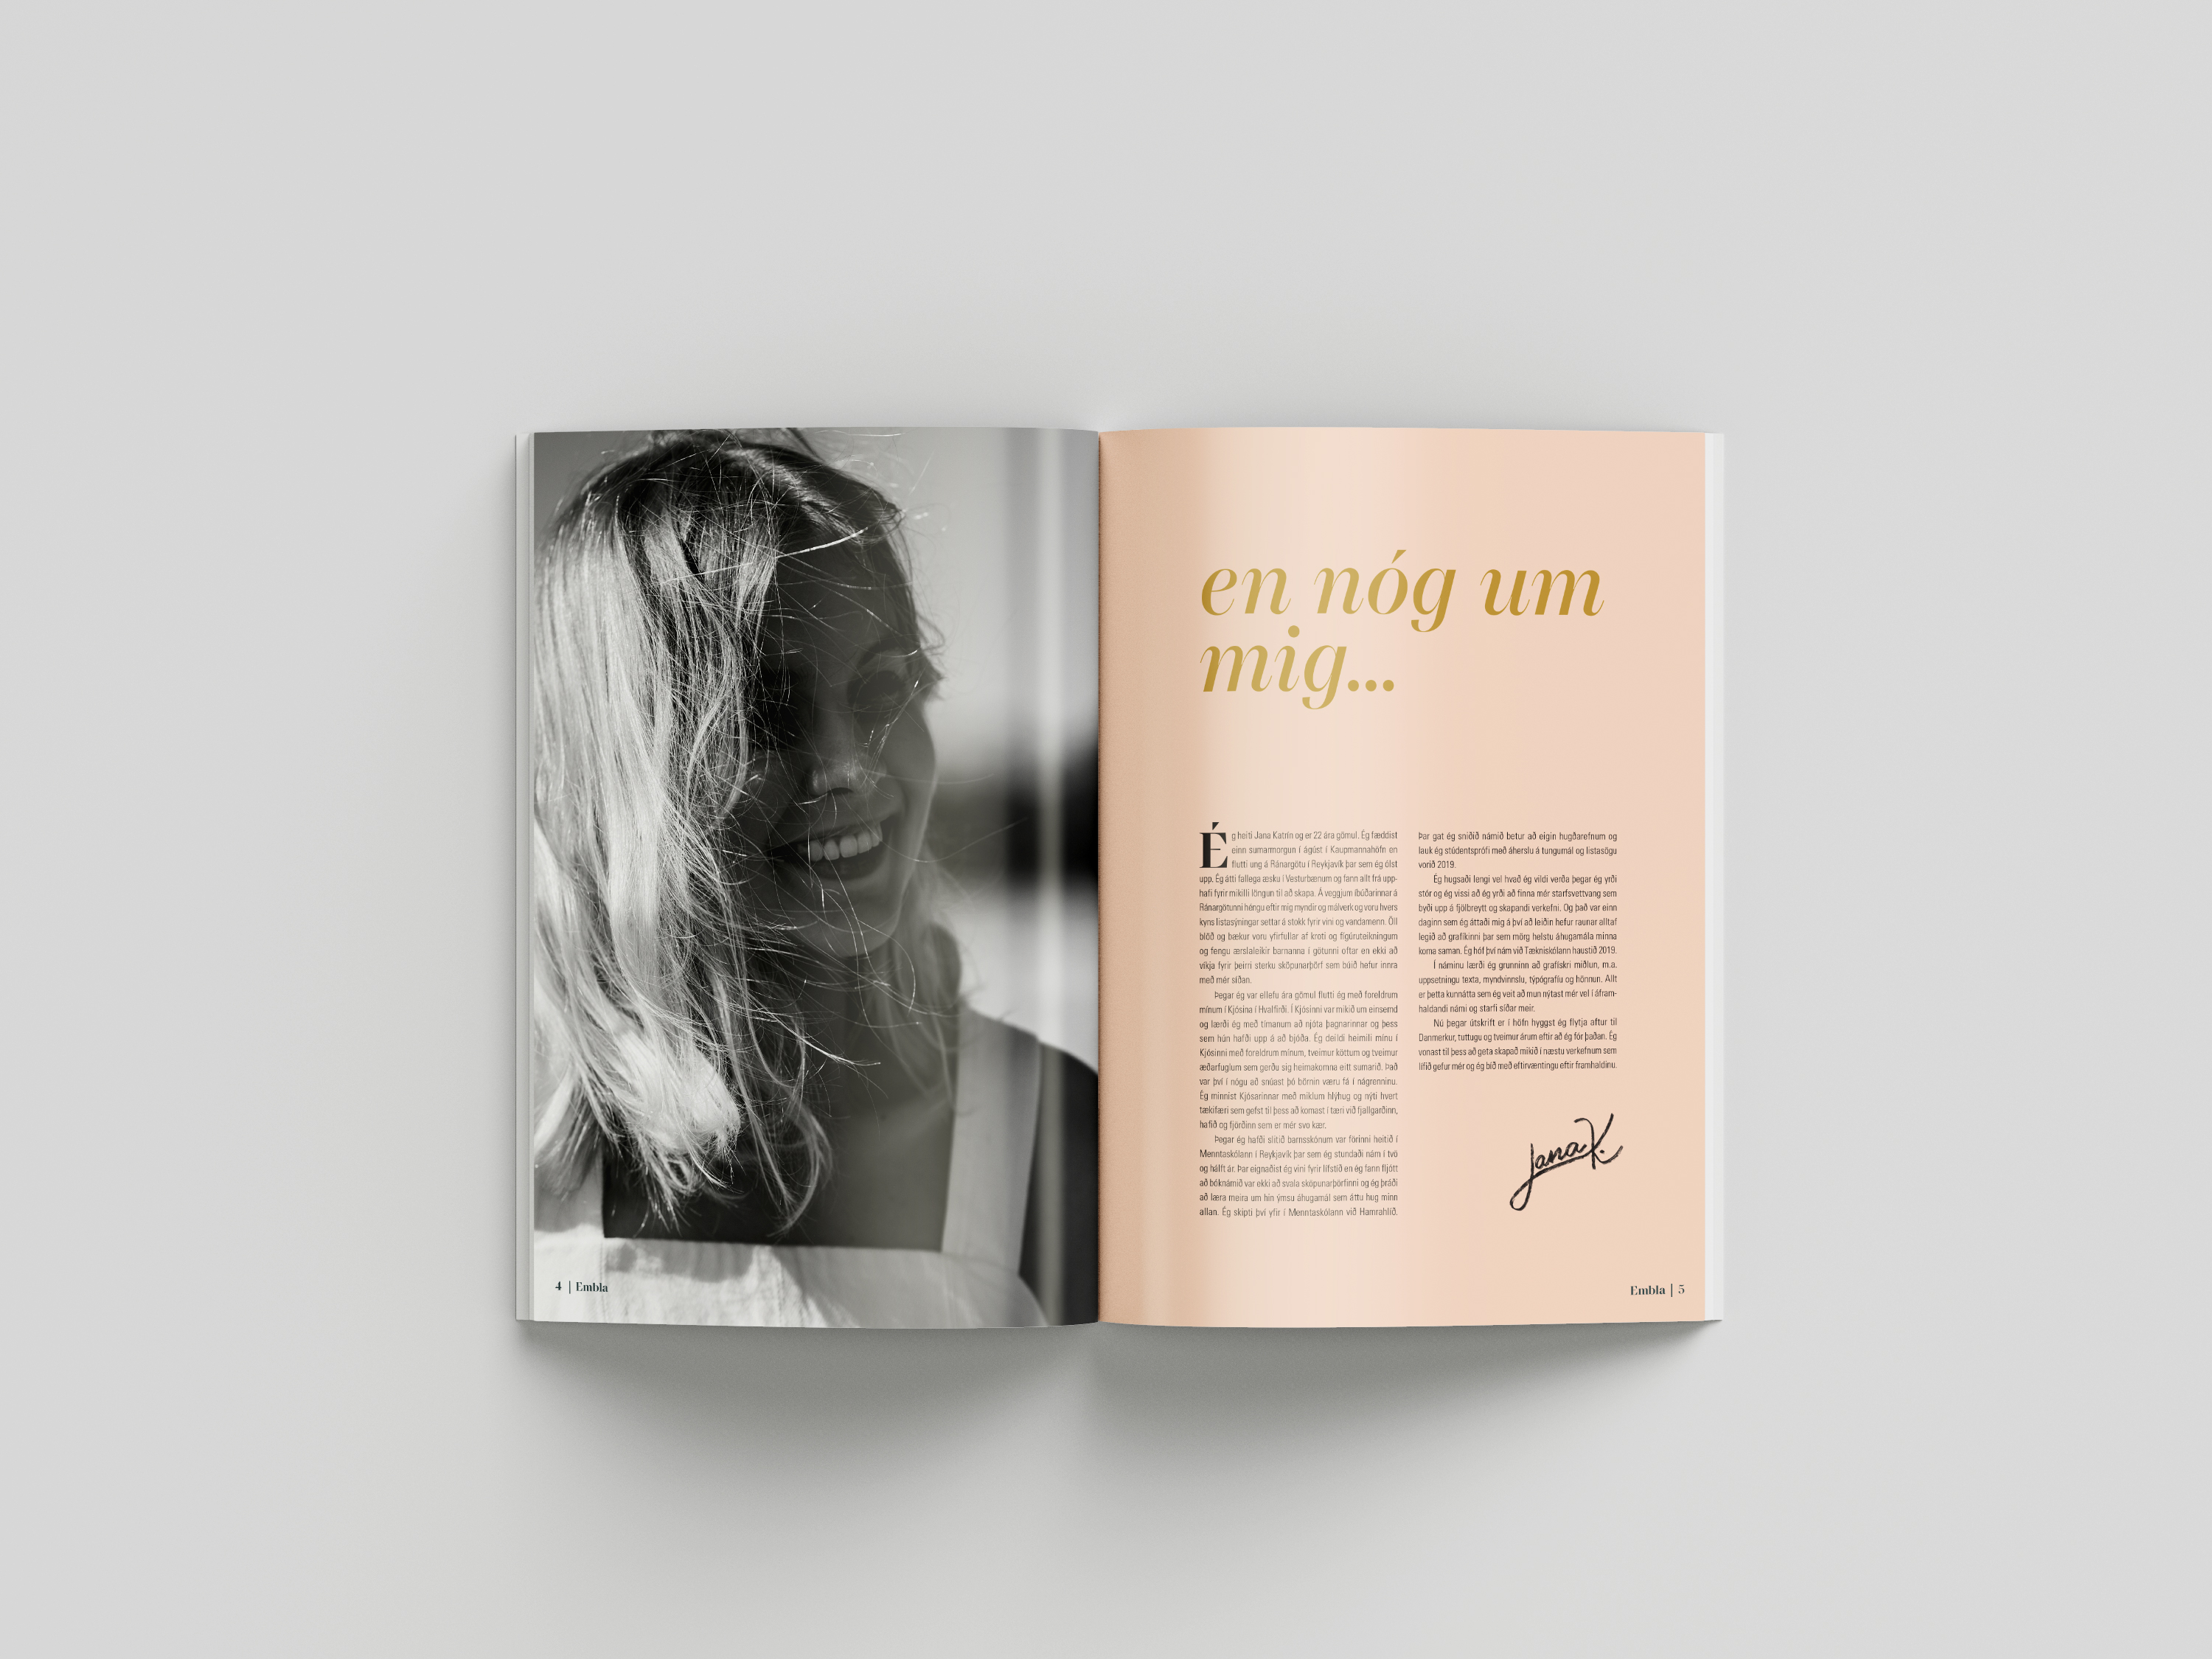 en nóg um
mig...
Ég heiti Jana Katrín og er 22 ára gömul. Ég fæddist
einn sumarmorgun í ágúst í Kaupmannahöfn en
flutti ung á Ránargötu í Reykjavík þar sem ég ólst
upp. Ég átti fallega æsku í Vesturbænum og fann allt frá upp-
hafi fyrir mikilli löngun til að skapa. Á veggjum íbúðarinnar á
Ránargötunni héngu eftir mig myndir og málverk og voru hvers
kyns listasýningar settar á stokk fyrir vini og vandamenn. Öll
blöð og bækur voru yfirfullar af kroti og fígúruteikningum
og fengu ærslaleikir barnanna í götunni oftar en ekki að
víkja fyrir þeirri sterku sköpunarþörf sem búið hefur innra
með mér síðan.
Þegar ég var ellefu ára gömul flutti ég með foreldrum
mínum í Kjósina í Hvalfirði. Í Kjósinni var mikið um einsemd
og lærði ég með tímanum að njóta þagnarinnar og þess
sem hún hafði upp á að bjóða. Ég deildi heimili mínu í
Kjósinni með foreldrum mínum, tveimur köttum og tveimur
æðarfuglum sem gerðu sig heimakomna eitt sumarið. Það
var því í nógu að snúast þó börnin væru fá í nágrenninu.
Ég minnist Kjósarinnar með miklum hlýhug og nýti hvert
tækifæri sem gefst til þess að komast í tæri við fjallgarðinn,
hafið og fjörðinn sem er mér svo kær.
Þegar ég hafði slitið barnsskónum var förinni heitið í
Menntaskólann í Reykjavík þar sem ég stundaði nám í tvö
og hálft ár. Þar eignaðist ég vini fyrir lífstíð en ég fann fljótt
að bóknámið var ekki að svala sköpunarþörfinni og ég þráði
að læra meira um hin ýmsu áhugamál sem áttu hug minn
allan. Ég skipti því yfir í Menntaskólann við Hamrahlíð.
Þar gat ég sniðið námið betur að eigin hugðarefnum og
lauk ég stúdentsprófi með áherslu á tungumál og listasögu
vorið 2019.
Ég hugsaði lengi vel hvað ég vildi verða þegar ég yrði
stór og ég vissi að ég yrði að finna mér starfsvettvang sem
byði upp á fjölbreytt og skapandi verkefni. Og það var einn
daginn sem ég áttaði mig á því að leiðin hefur raunar alltaf
legið að grafíkinni þar sem mörg helstu áhugamála minna
koma saman. Ég hóf því nám við Tækniskólann haustið 2019.
Í náminu lærði ég grunninn að grafískri miðlun, m.a.
uppsetningu texta, myndvinnslu, týpógrafíu og hönnun. Allt
er þetta kunnátta sem ég veit að mun nýtast mér vel í áfram-
haldandi námi og starfi síðar meir.
Nú þegar útskrift er í höfn hyggst ég flytja aftur til
Danmerkur, tuttugu og tveimur árum eftir að ég fór þaðan. Ég
vonast til þess að geta skapað mikið í næstu verkefnum sem
lífið gefur mér og ég bíð með eftirvæntingu eftir framhaldinu.
Jana K.
4 | Embla
Embla | 5